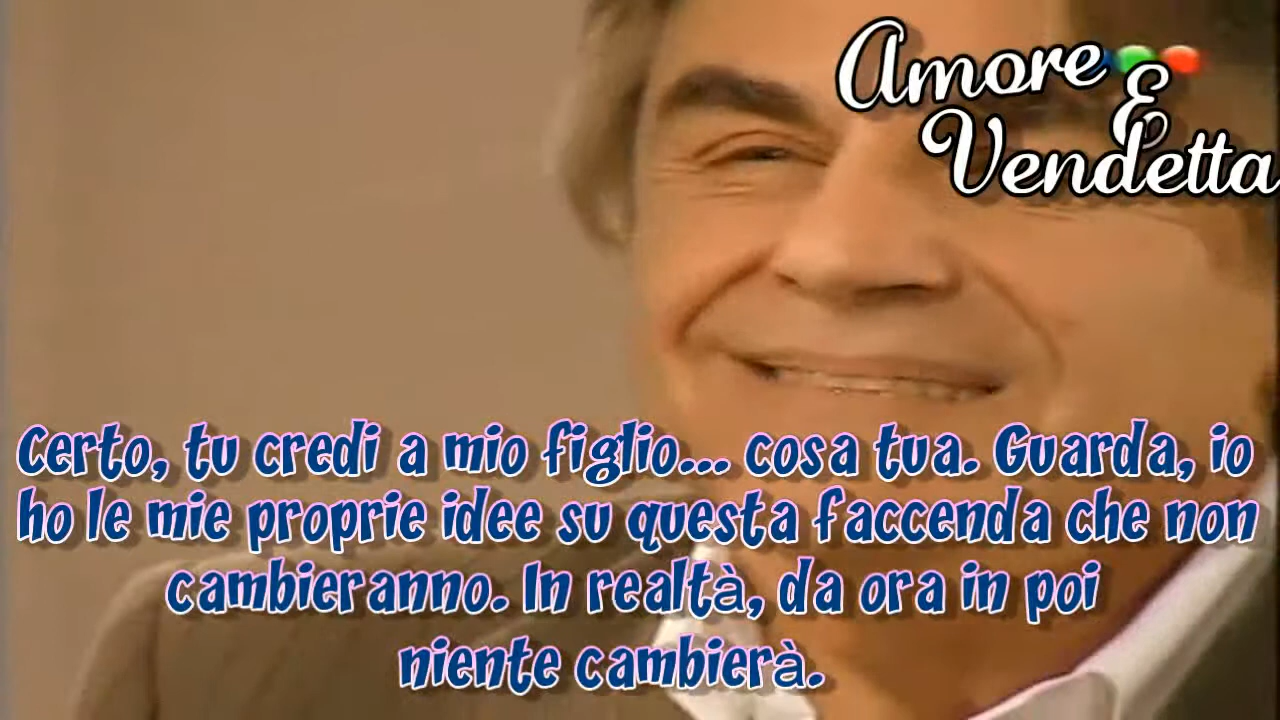 Amore
E
Vendetta
Certo, tu credi a mio figlio... cosa tua. Guarda, io
ho le mie proprie idee su questa faccenda che non
cambieranno. In realtà, da ora in poi
niente cambierà.